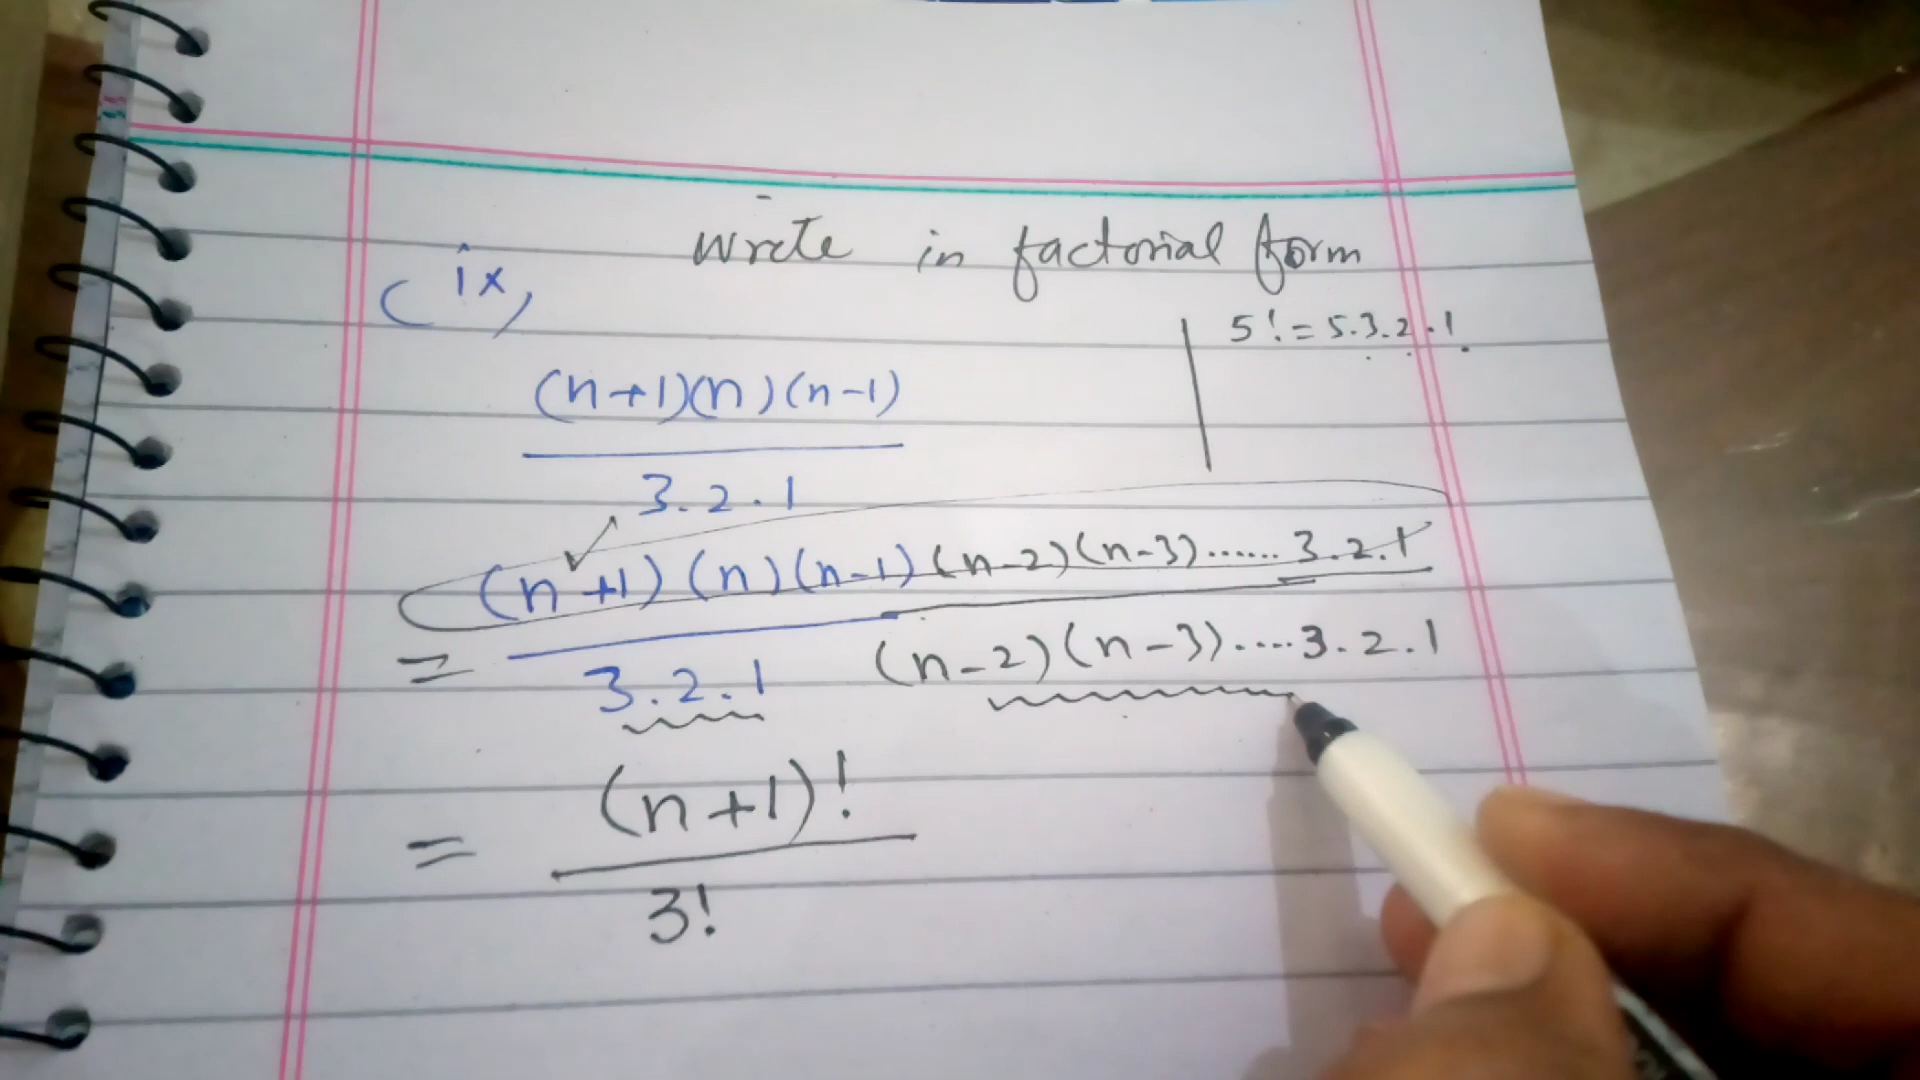 write in factorial form
(ix)
5! = 5.3.2.1
(n+1)(n)(n-1)
3.2.1
= (n+1)(n)(n-1)(n-2)(n-3)......3.2.1
3.2.1 (n-2)(n-3)....3.2.1
= (n+1)!
3!